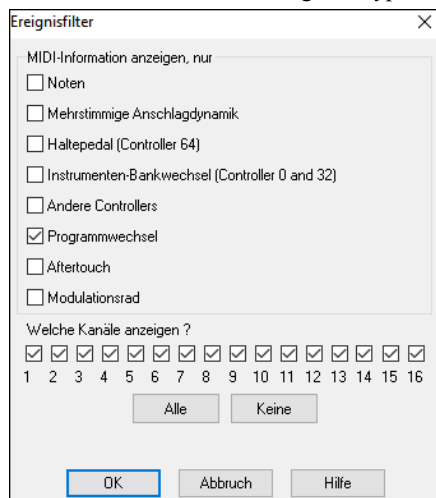 Ereignisfilter
MIDI-Information anzeigen, nur
Noten
Mehrstimmige Anschlagdynamik
Haltepedal (Controller 64)
Instrumenten-Bankwechsel (Controller 0 and 32)
Andere Controllers
Programmwechsel
Aftertouch
Modulationsrad
Welche Kanäle anzeigen ?
1 2 3 4 5 6 7 8 9 10 11 12 13 14 15 16
Alle Keine
OK Abbruch Hilfe